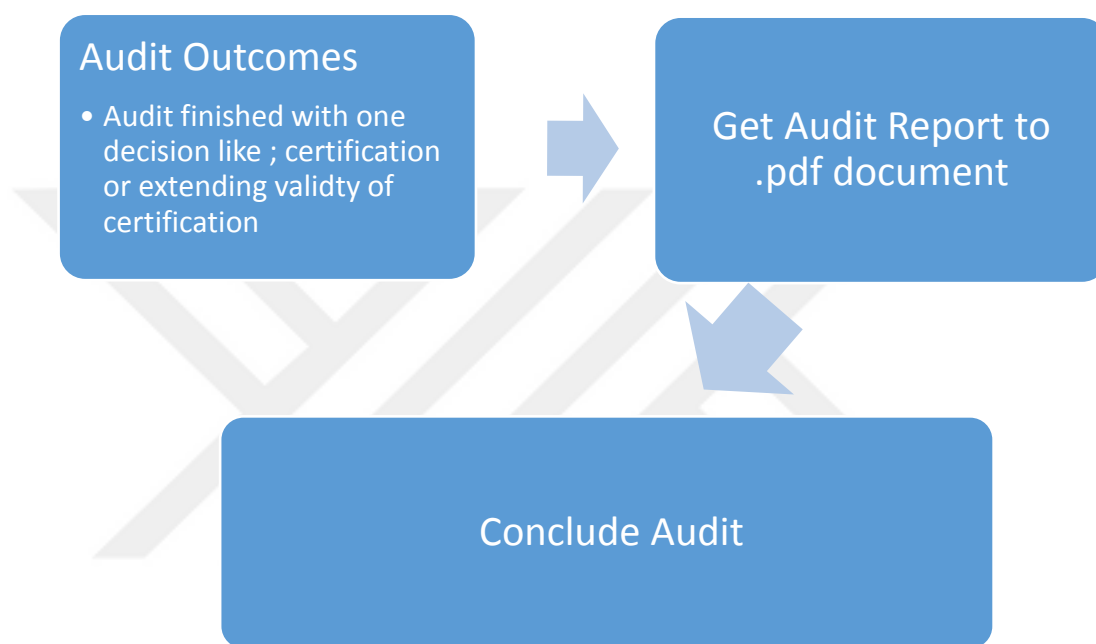 Audit Outcomes
• Audit finished with one
decision like ; certification
or extending validty of
certification
Get Audit Report to
.pdf document
Conclude Audit